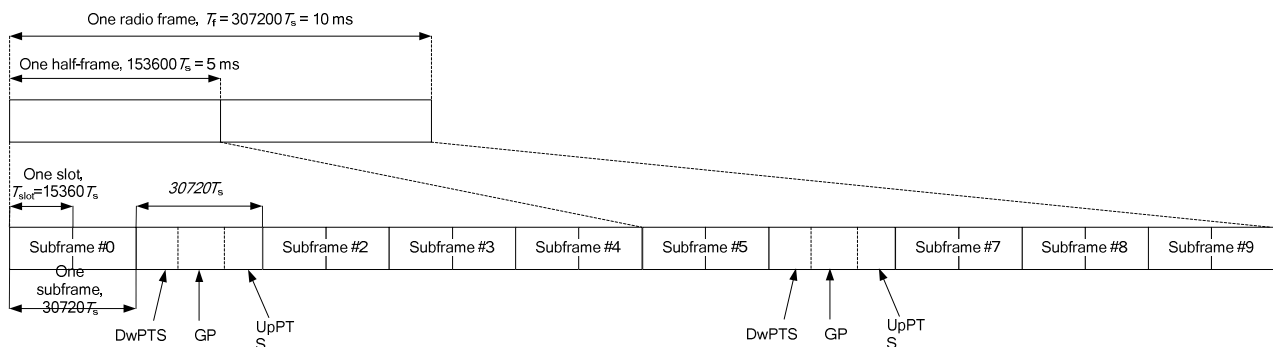 One radio frame, Tf = 307200Ts = 10 ms
One half-frame, 153600Ts = 5 ms
One slot,
Tslot=15360Ts
30720Ts
Subframe #0
Subframe #2
Subframe #3
Subframe #4
Subframe #5
Subframe #7
Subframe #8
Subframe #9
One
subframe,
30720Ts
DwPTS
GP
UpPT
S
DwPTS
GP
UpPT
S